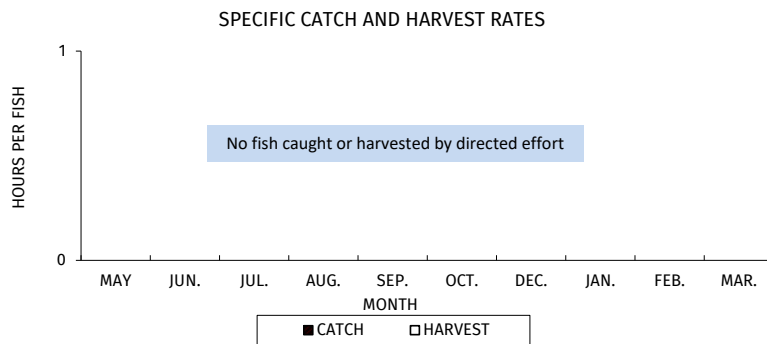 SPECIFIC CATCH AND HARVEST RATES
1
HOURS PER FISH
No fish caught or harvested by directed effort
0
MAY JUN. JUL. AUG. SEP. OCT. DEC. JAN. FEB. MAR.
MONTH
CATCH HARVEST